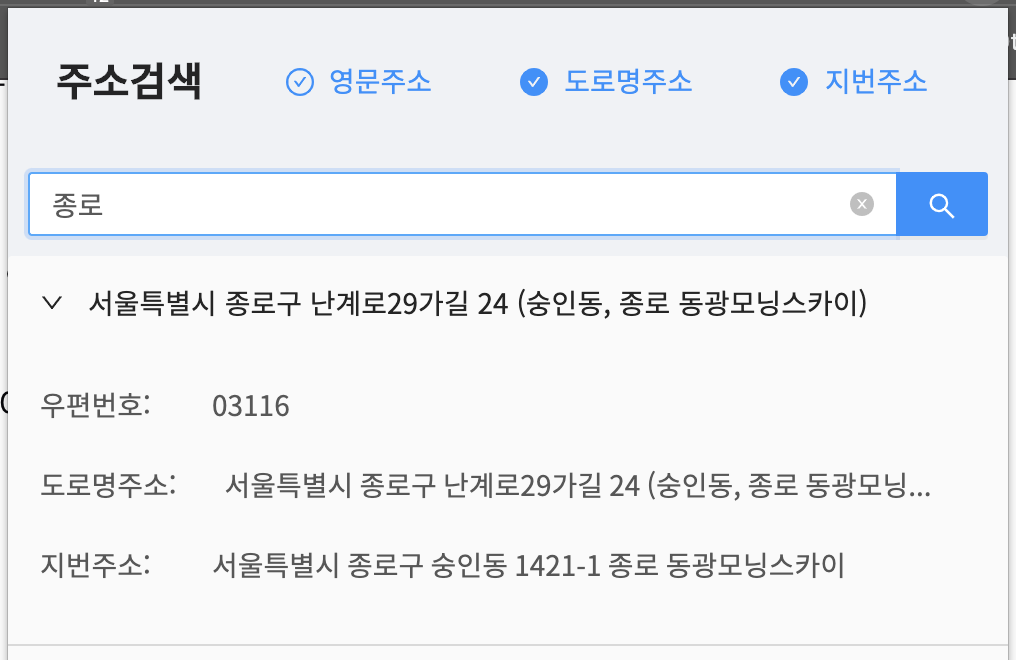 주소검색 영문주소 도로명주소 지번주소
종로
서울특별시 종로구 난계로29가길 24 (숭인동, 종로 동광모닝스카이)
우편번호: 03116
도로명주소: 서울특별시 종로구 난계로29가길 24 (숭인동, 종로 동광모닝...
지번주소: 서울특별시 종로구 숭인동 1421-1 종로 동광모닝스카이